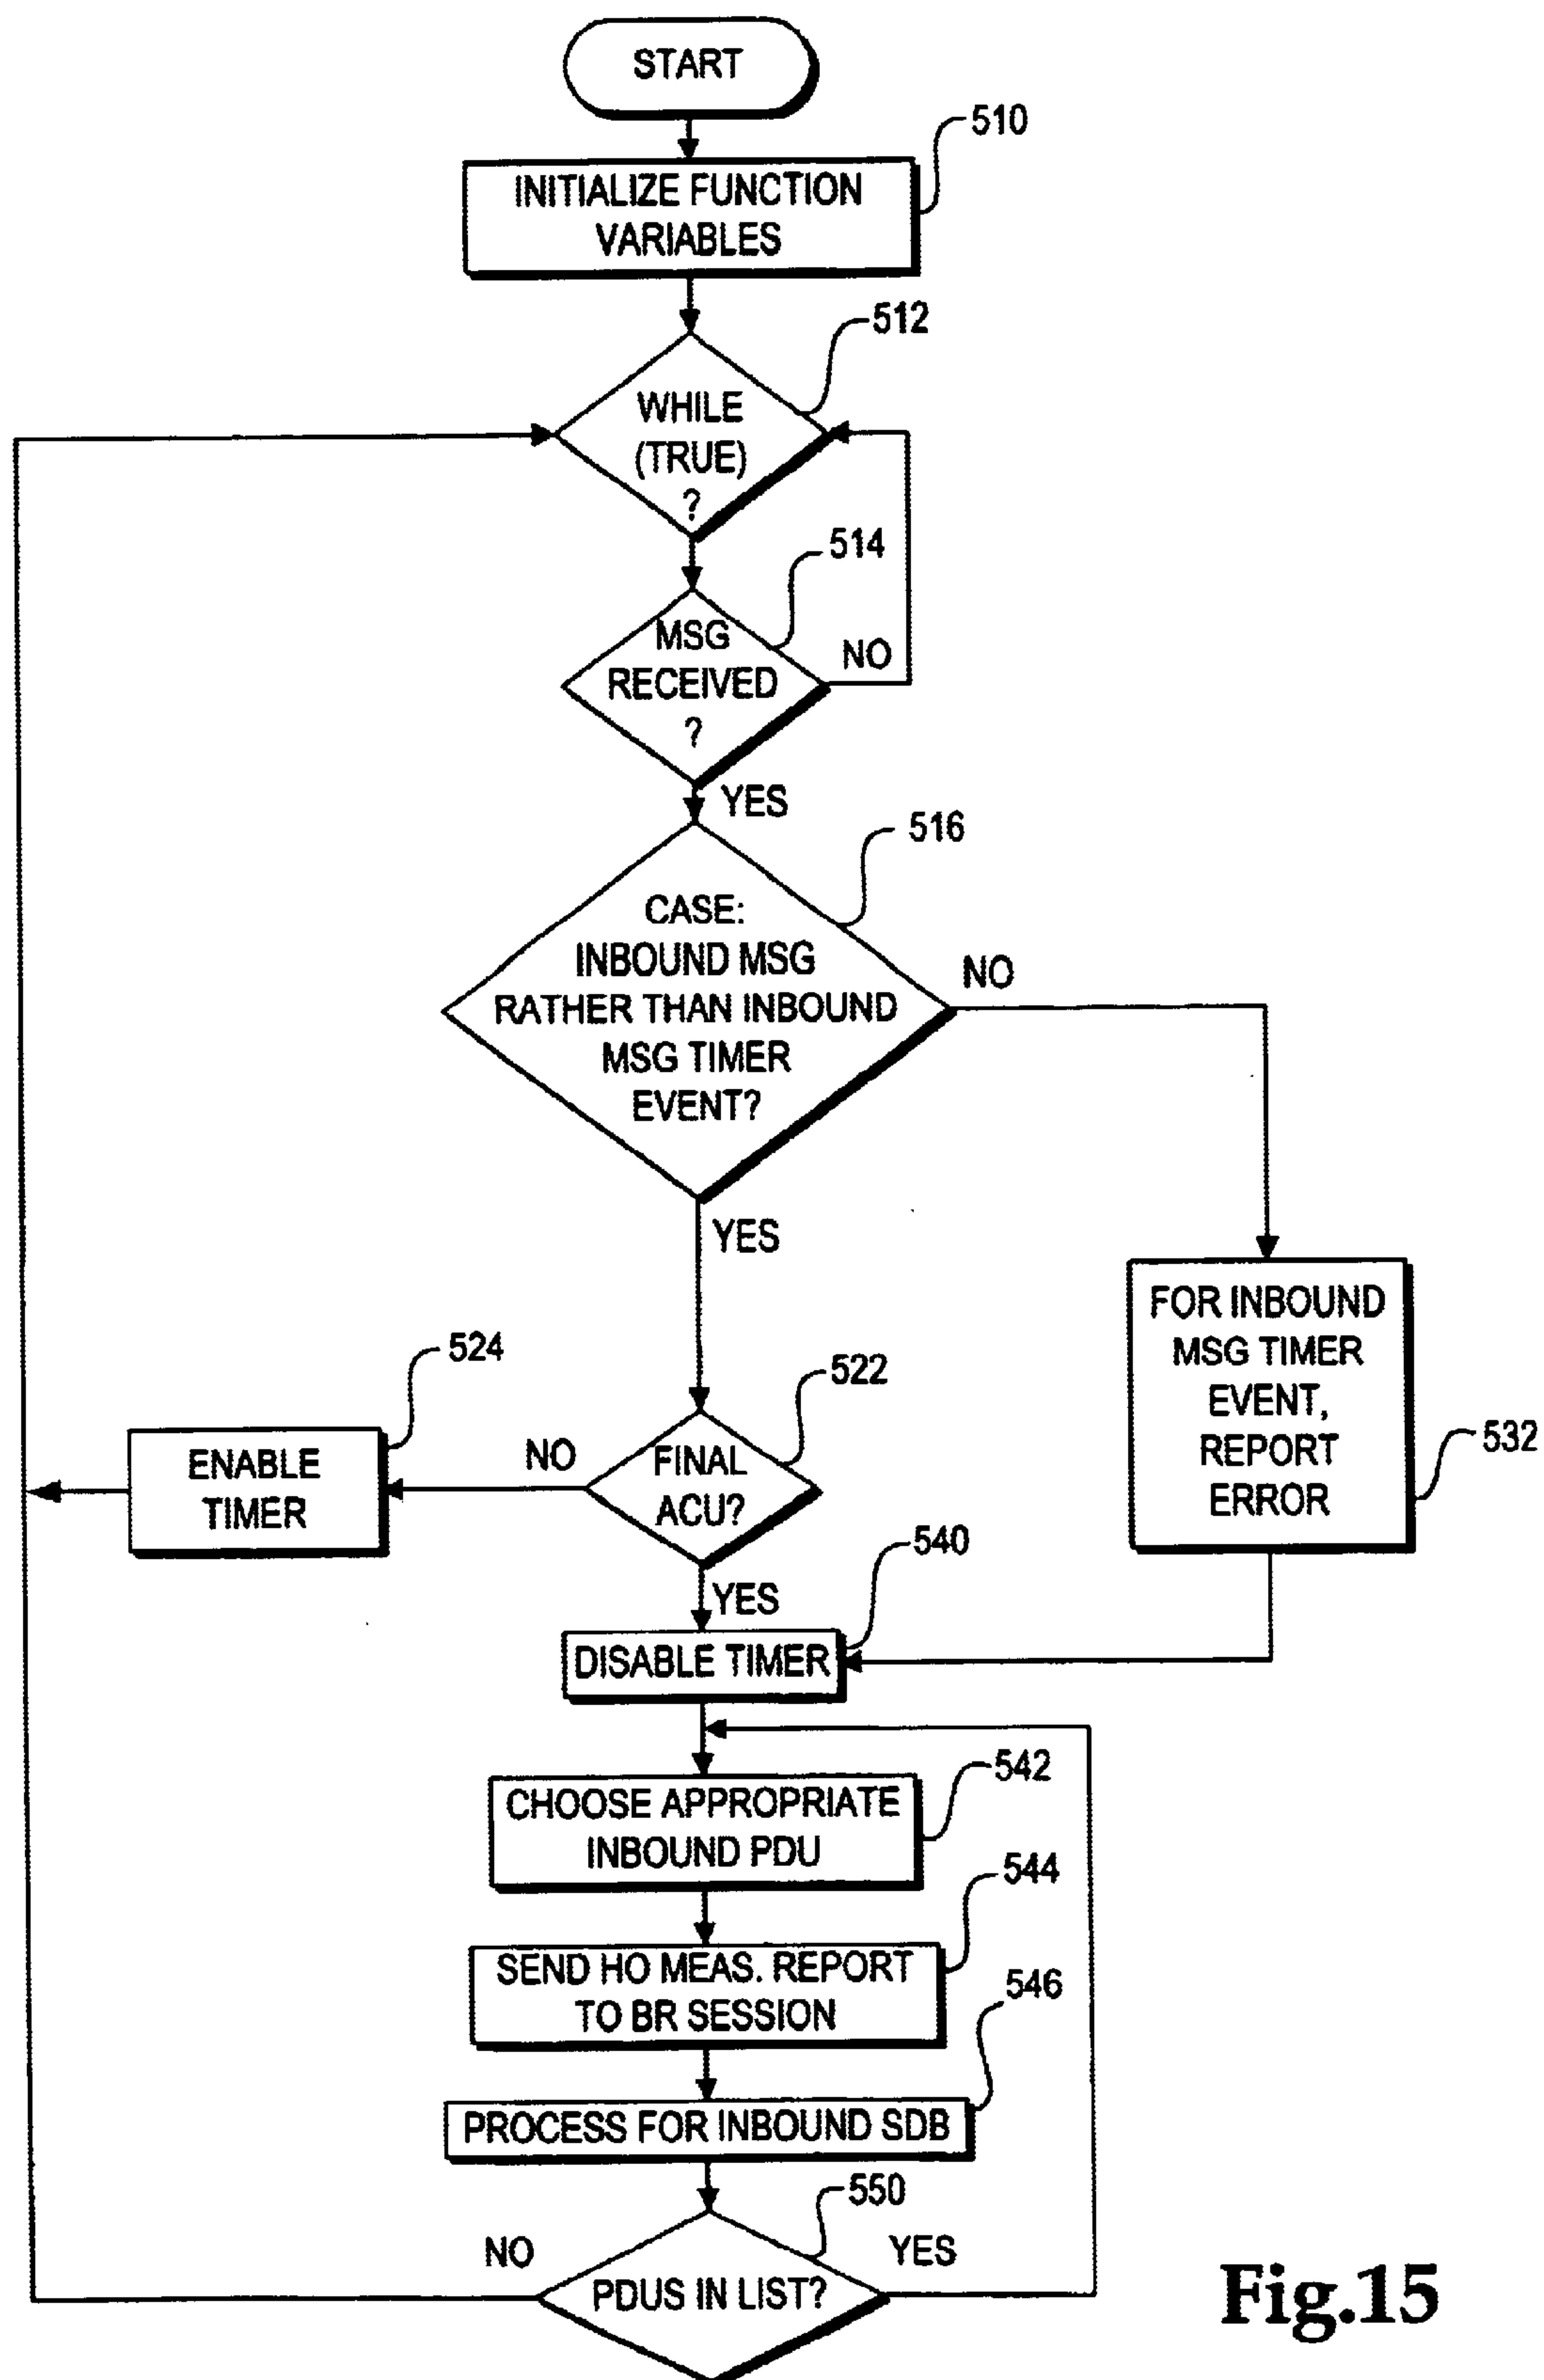 START
510
INITIALIZE FUNCTION
VARIABLES
512
WHILE
(TRUE)
?
514
MSG
RECEIVED
?
NO
YES
516
CASE:
INBOUND MSG
RATHER THAN INBOUND
MSG TIMER
EVENT?
NO
YES
FOR INBOUND
MSG TIMER
EVENT,
REPORT
ERROR
532
524
ENABLE
TIMER
NO
522
FINAL
ACU?
YES
540
DISABLE TIMER
542
CHOOSE APPROPRIATE
INBOUND PDU
544
SEND HO MEAS. REPORT
TO BR SESSION
546
PROCESS FOR INBOUND SDB
550
NO
PDUS IN LIST?
YES
Fig.15